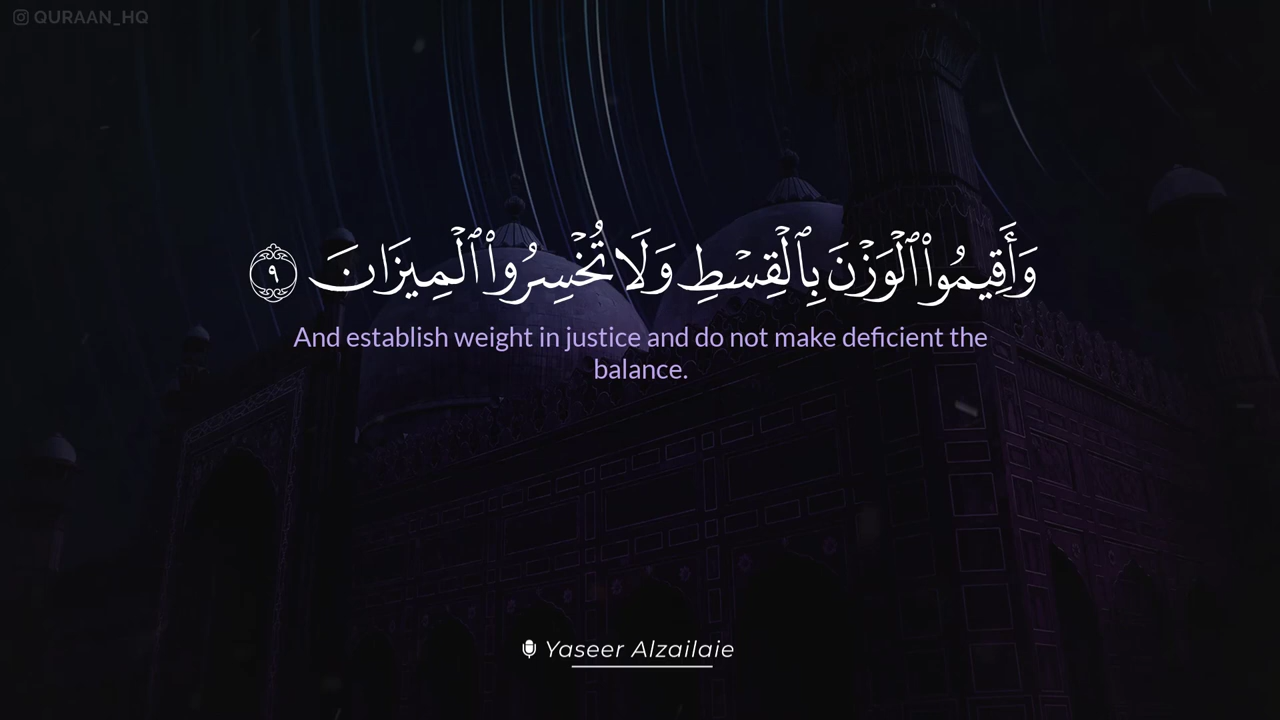 QURAAN_HQ
وَأَقِيمُوا۟ ٱلْوَزْنَ بِٱلْقِسْطِ وَلَا تُخْسِرُوا۟ ٱلْمِيزَانَ ٩
And establish weight in justice and do not make deficient the
balance.
Yaseer Alzailaie